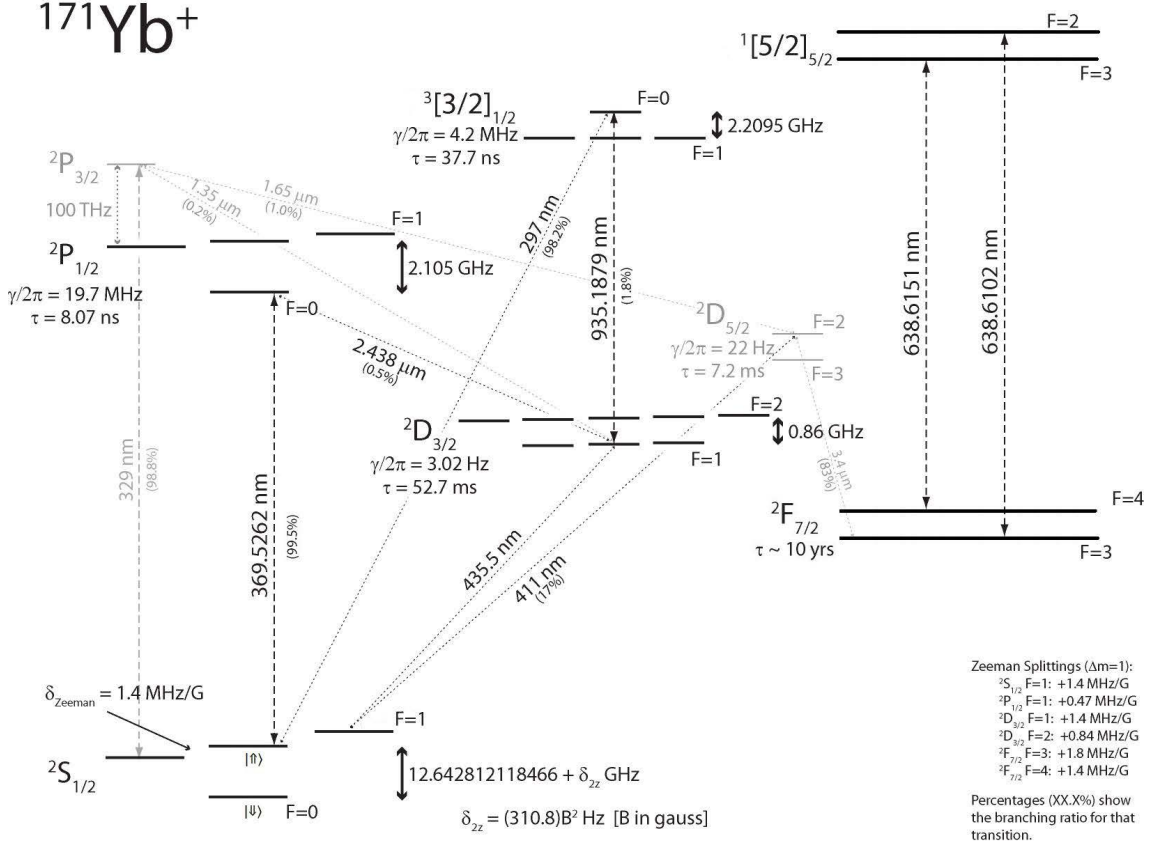 171Yb+
1[5/2]5/2
F=2
F=3
3[3/2]1/2
F=0
γ/2π = 4.2 MHz
τ = 37.7 ns
F=1
2.2095 GHz
2P3/2
100 THz
1.35 μm
(0.2%)
1.65 μm
(1.0%)
297 nm
(98.2%)
935.1879 nm
(1.8%)
638.6151 nm
638.6102 nm
2P1/2
γ/2π = 19.7 MHz
τ = 8.07 ns
F=1
2.105 GHz
F=0
2.438 μm
(0.5%)
2D5/2
γ/2π = 22 Hz
τ = 7.2 ms
F=2
F=3
2D3/2
γ/2π = 3.02 Hz
τ = 52.7 ms
F=2
0.86 GHz
F=1
329 nm
(98.8%)
369.5262 nm
(99.5%)
435.5 nm
411 nm
(17%)
3.4 μm
(83%)
2F7/2
τ ~ 10 yrs
F=4
F=3
δZeeman = 1.4 MHz/G
2S1/2
|⇑⟩
|⇓⟩
F=1
F=0
12.642812118466 + δ2z GHz
δ2z = (310.8)B² Hz [B in gauss]
Zeeman Splittings (Δm=1):
2S1/2 F=1: +1.4 MHz/G
2P1/2 F=1: +0.47 MHz/G
2D3/2 F=1: +1.4 MHz/G
2D3/2 F=2: +0.84 MHz/G
2F7/2 F=3: +1.8 MHz/G
2F7/2 F=4: +1.4 MHz/G
Percentages (XX.X%) show
the branching ratio for that
transition.